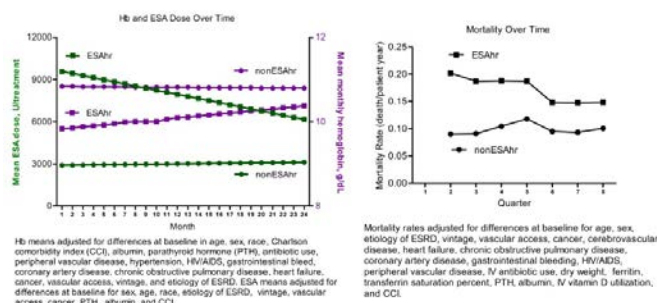 Hb and ESA Dose Over Time
12000
9000
6000
3000
0
Mean ESA dose, U/treatment
12
11
10
9
8
Mean monthly hemoglobin, g/dL
ESAhr
nonESAhr
ESAhr
nonESAhr
1 2 3 4 5 6 7 8 9 10 11 12 13 14 15 16 17 18 19 20 21 22 23 24
Month
Hb means adjusted for differences at baseline in age, sex, race, Charlson
comorbidity index (CCI), albumin, parathyroid hormone (PTH), antibiotic use,
peripheral vascular disease, hypertension, HIV/AIDS, gastrointestinal bleed,
coronary artery disease, chronic obstructive pulmonary disease, heart failure,
cancer, vascular access, vintage, and etiology of ESRD. ESA means adjusted for
differences at baseline for sex, age, race, etiology of ESRD, vintage, vascular
access, cancer, PTH, albumin, and CCI.
Mortality Over Time
0.25
0.20
0.15
0.10
0.05
0.00
Mortality Rate (death/patient year)
ESAhr
nonESAhr
1 2 3 4 5 6 7 8
Quarter
Mortality rates adjusted for differences at baseline for age, sex,
etiology of ESRD, vintage, vascular access, cancer, cerebrovascular
disease, heart failure, chronic obstructive pulmonary disease,
coronary artery disease, gastrointestinal bleeding, HIV/AIDS,
peripheral vascular disease, IV antibiotic use, dry weight, ferritin,
transferrin saturation percent, PTH, albumin, IV vitamin D utilization,
and CCI.